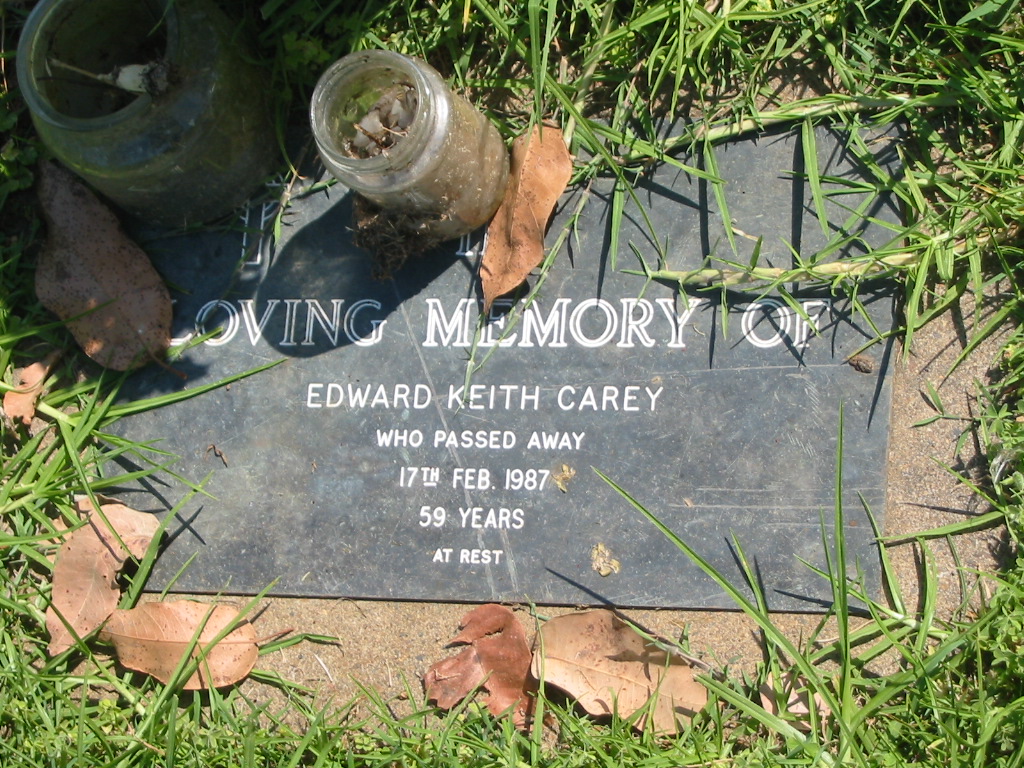 LOVING MEMORY OF
EDWARD KEITH CAREY
WHO PASSED AWAY
17TH FEB. 1987
59 YEARS
AT REST